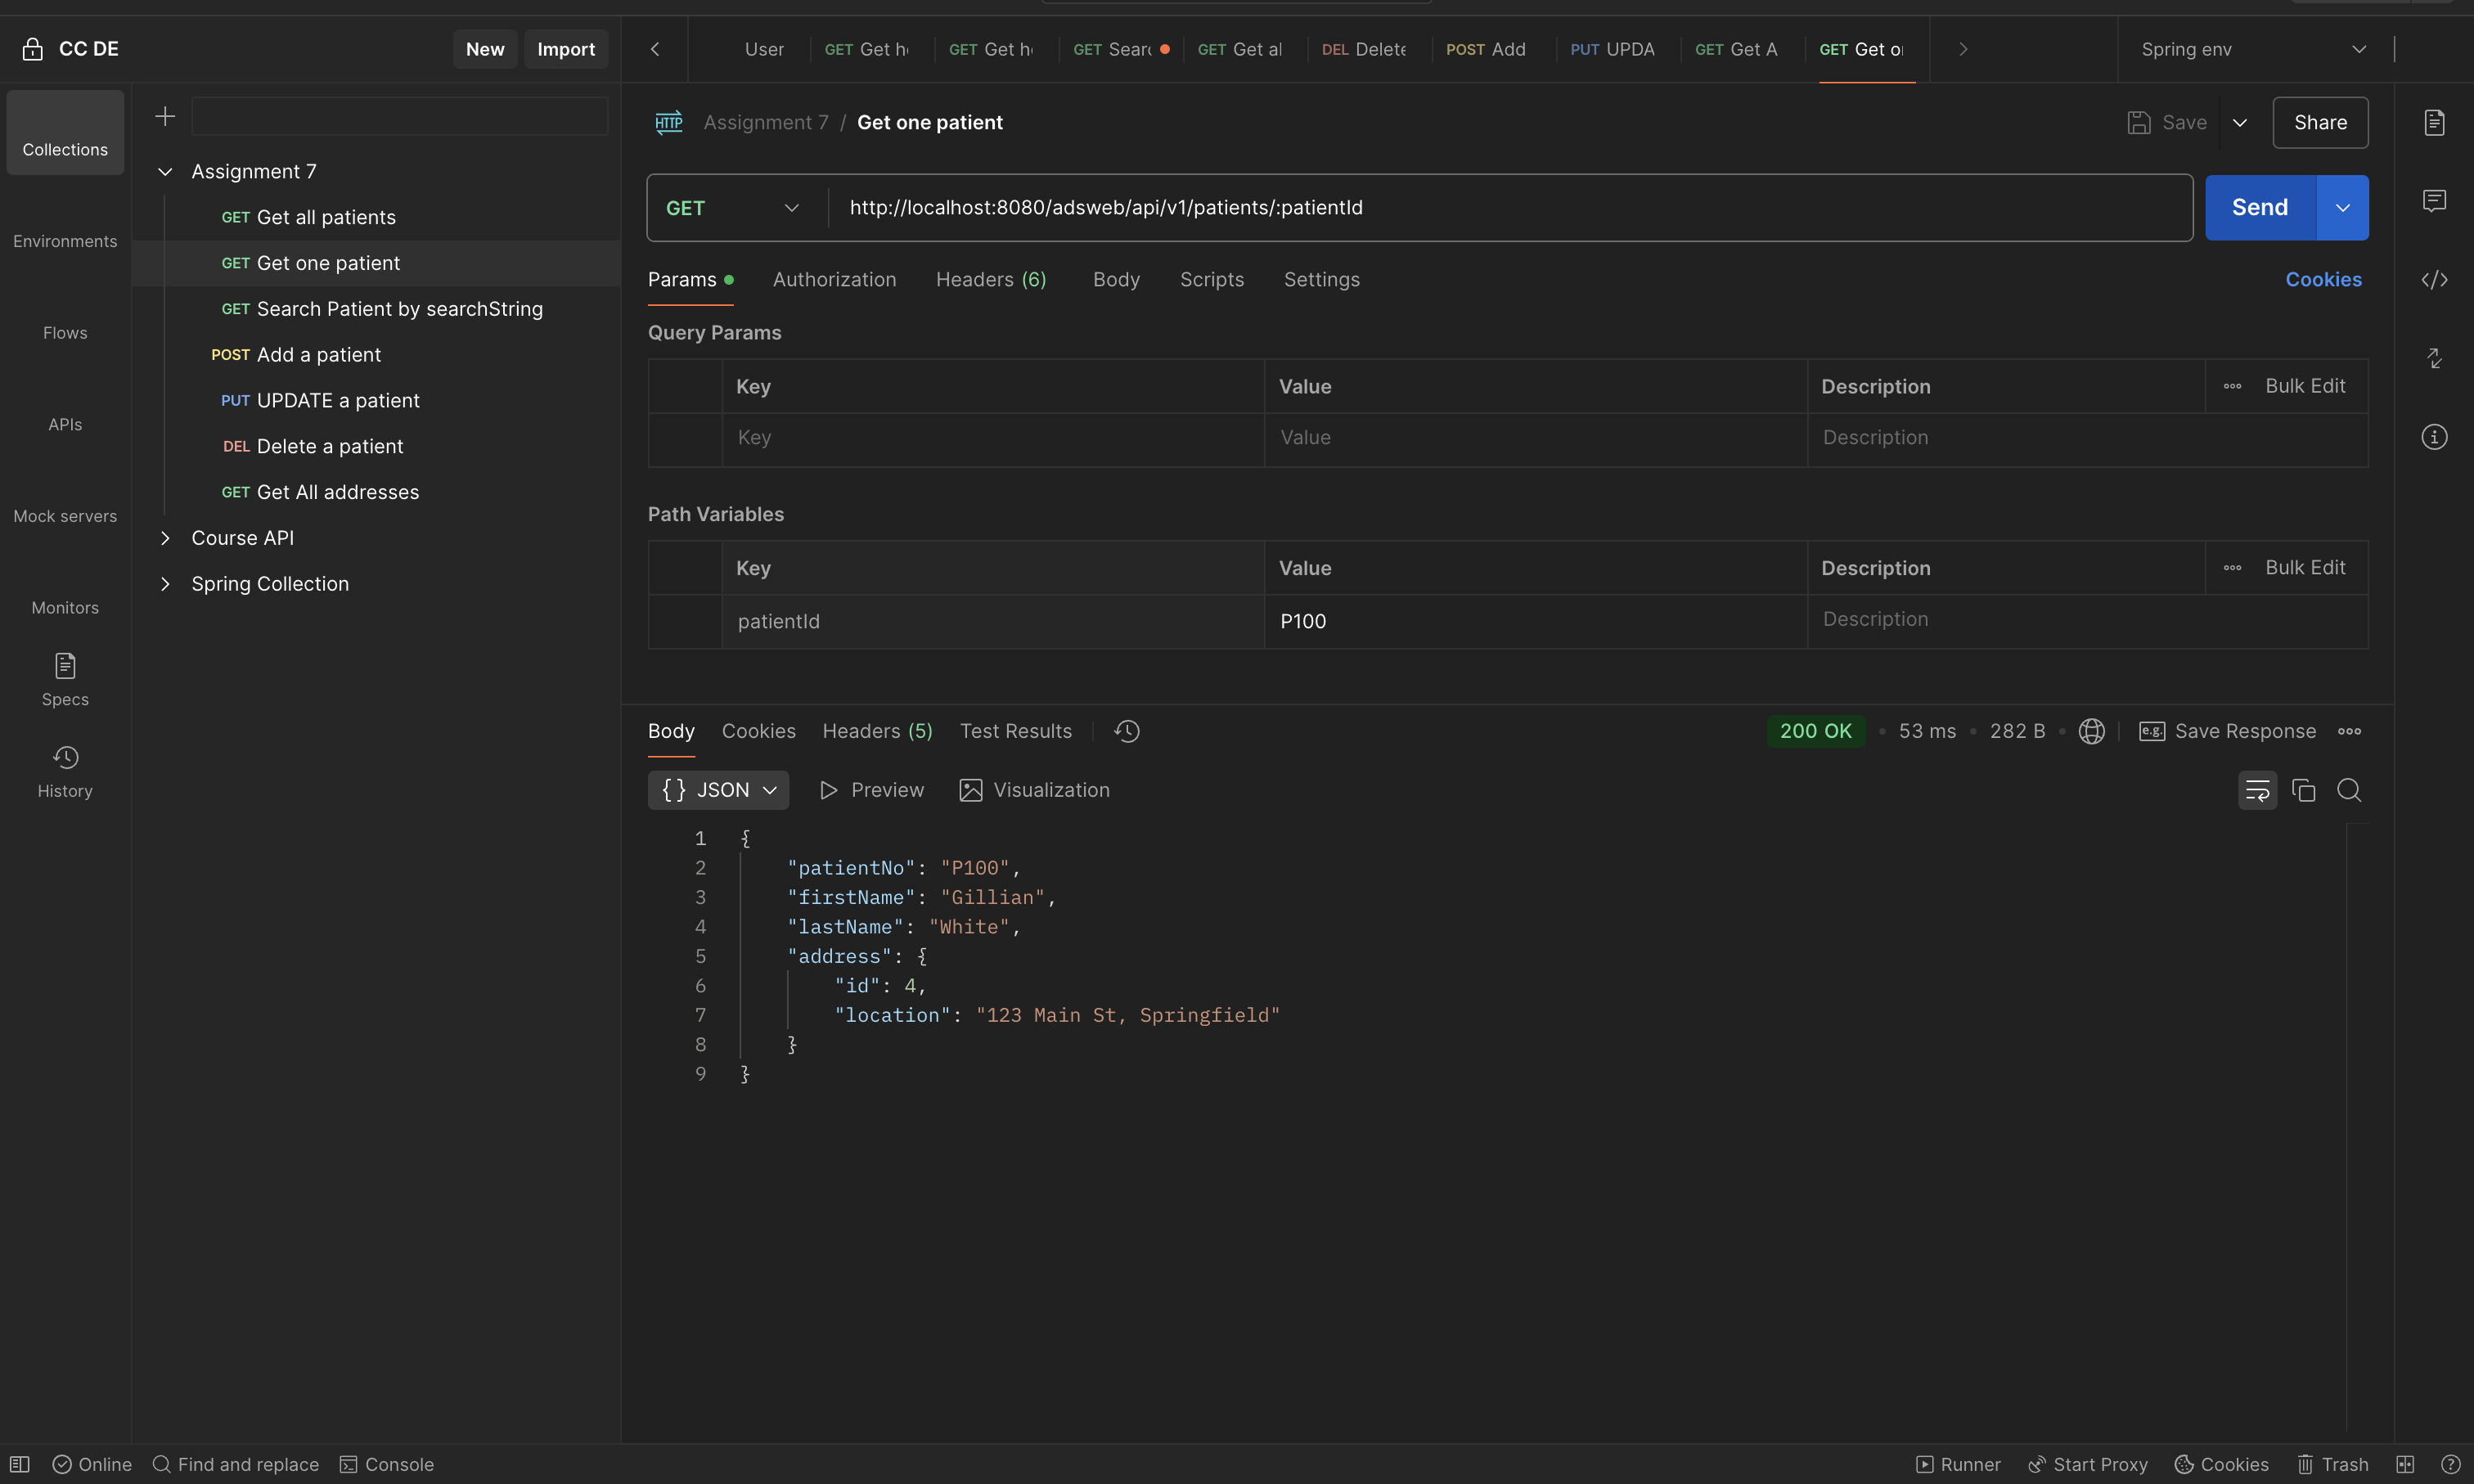 CC DE
New
Import
User
GET Get h
GET Get h
GET Sear
GET Get al
DEL Delete
POST Add
PUT UPDA
GET Get A
GET Get o
Spring env
Collections
Environments
Flows
APIs
Mock servers
Monitors
Specs
History
Assignment 7
GET Get all patients
GET Get one patient
GET Search Patient by searchString
POST Add a patient
PUT UPDATE a patient
DEL Delete a patient
GET Get All addresses
Course API
Spring Collection
HTTP Assignment 7 / Get one patient
Save
Share
GET http://localhost:8080/adsweb/api/v1/patients/:patientId
Send
Params Authorization Headers (6) Body Scripts Settings
Cookies
Query Params
Key Value Description Bulk Edit
Key Value Description
Path Variables
Key Value Description Bulk Edit
patientId P100 Description
Body Cookies Headers (5) Test Results
200 OK • 53 ms • 282 B • e.g. Save Response
{} JSON Preview Visualization
1 {
2 "patientNo": "P100",
3 "firstName": "Gillian",
4 "lastName": "White",
5 "address": {
6 "id": 4,
7 "location": "123 Main St, Springfield"
8 }
9 }
Online Find and replace Console
Runner Start Proxy Cookies Trash